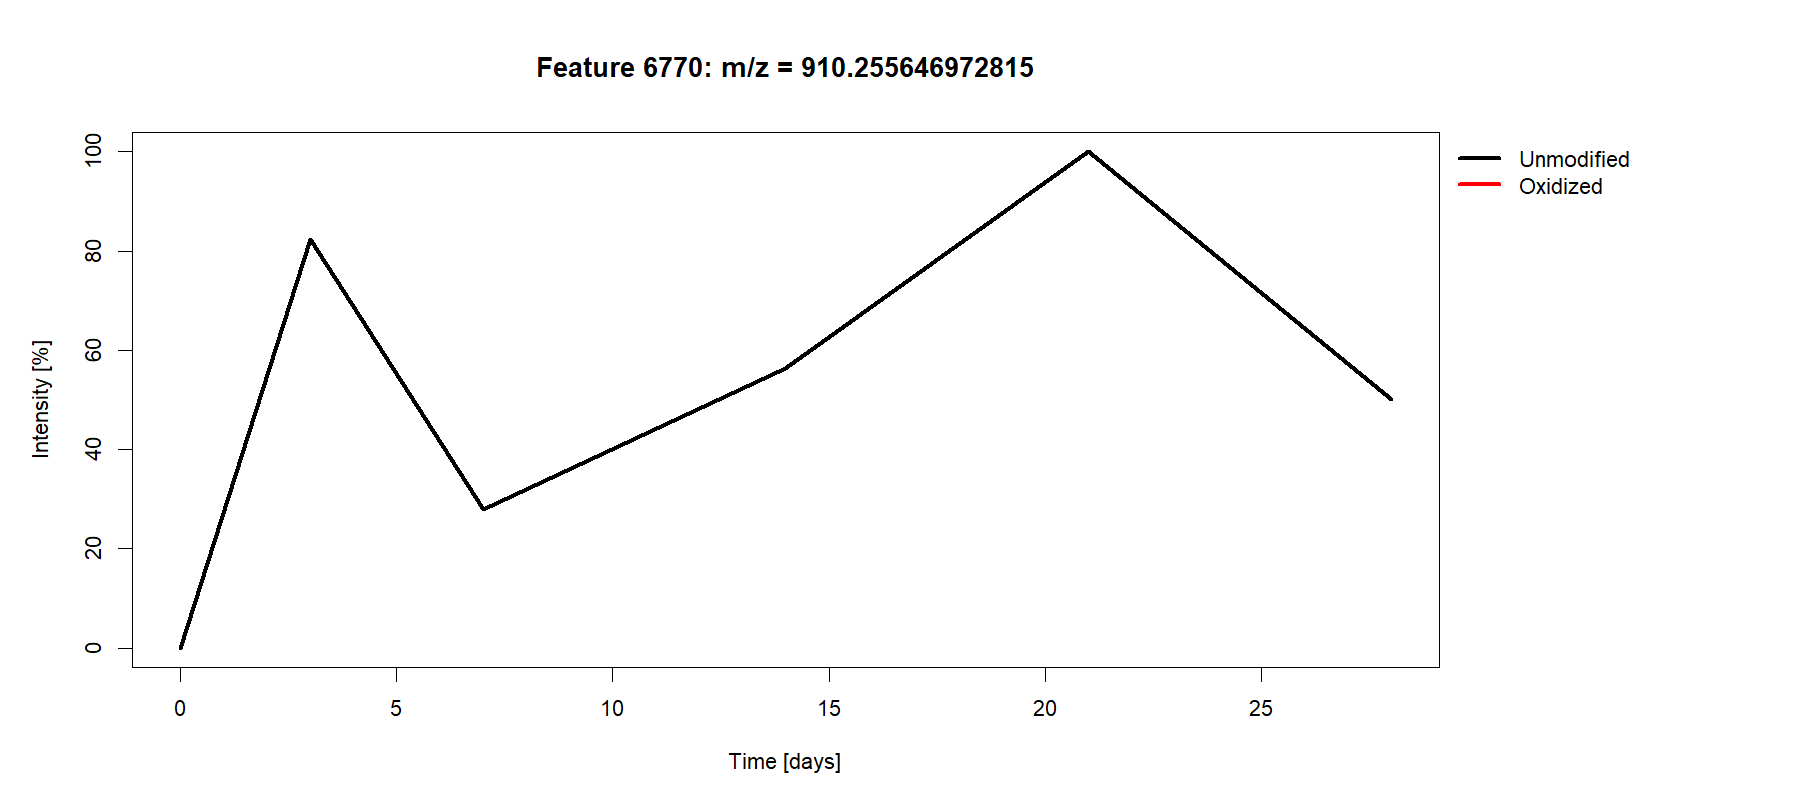 Feature 6770: m/z = 910.255646972815
Unmodified
Oxidized
Intensity [%]
100
80
60
40
20
0
0 5 10 15 20 25
Time [days]